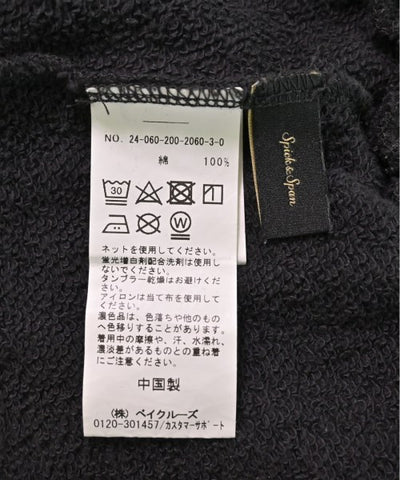 NO. 24-060-200-2060-3-0
綿 100%
30
W
ネットを使用してください。
蛍光増白剤配合洗剤は使用し
ないでください。
タンブラー乾燥はお避けください。
アイロンは当て布を使用してください。
濃色品は、色落ちや他のもの
へ色移りすることがあります。
着用中の摩擦や、汗、水濡れ、
濃淡差があるものとの重ね着
にご注意ください。
中国製
(株) ベイクルーズ
0120-301457/カスタマーサポート
Spick&Span